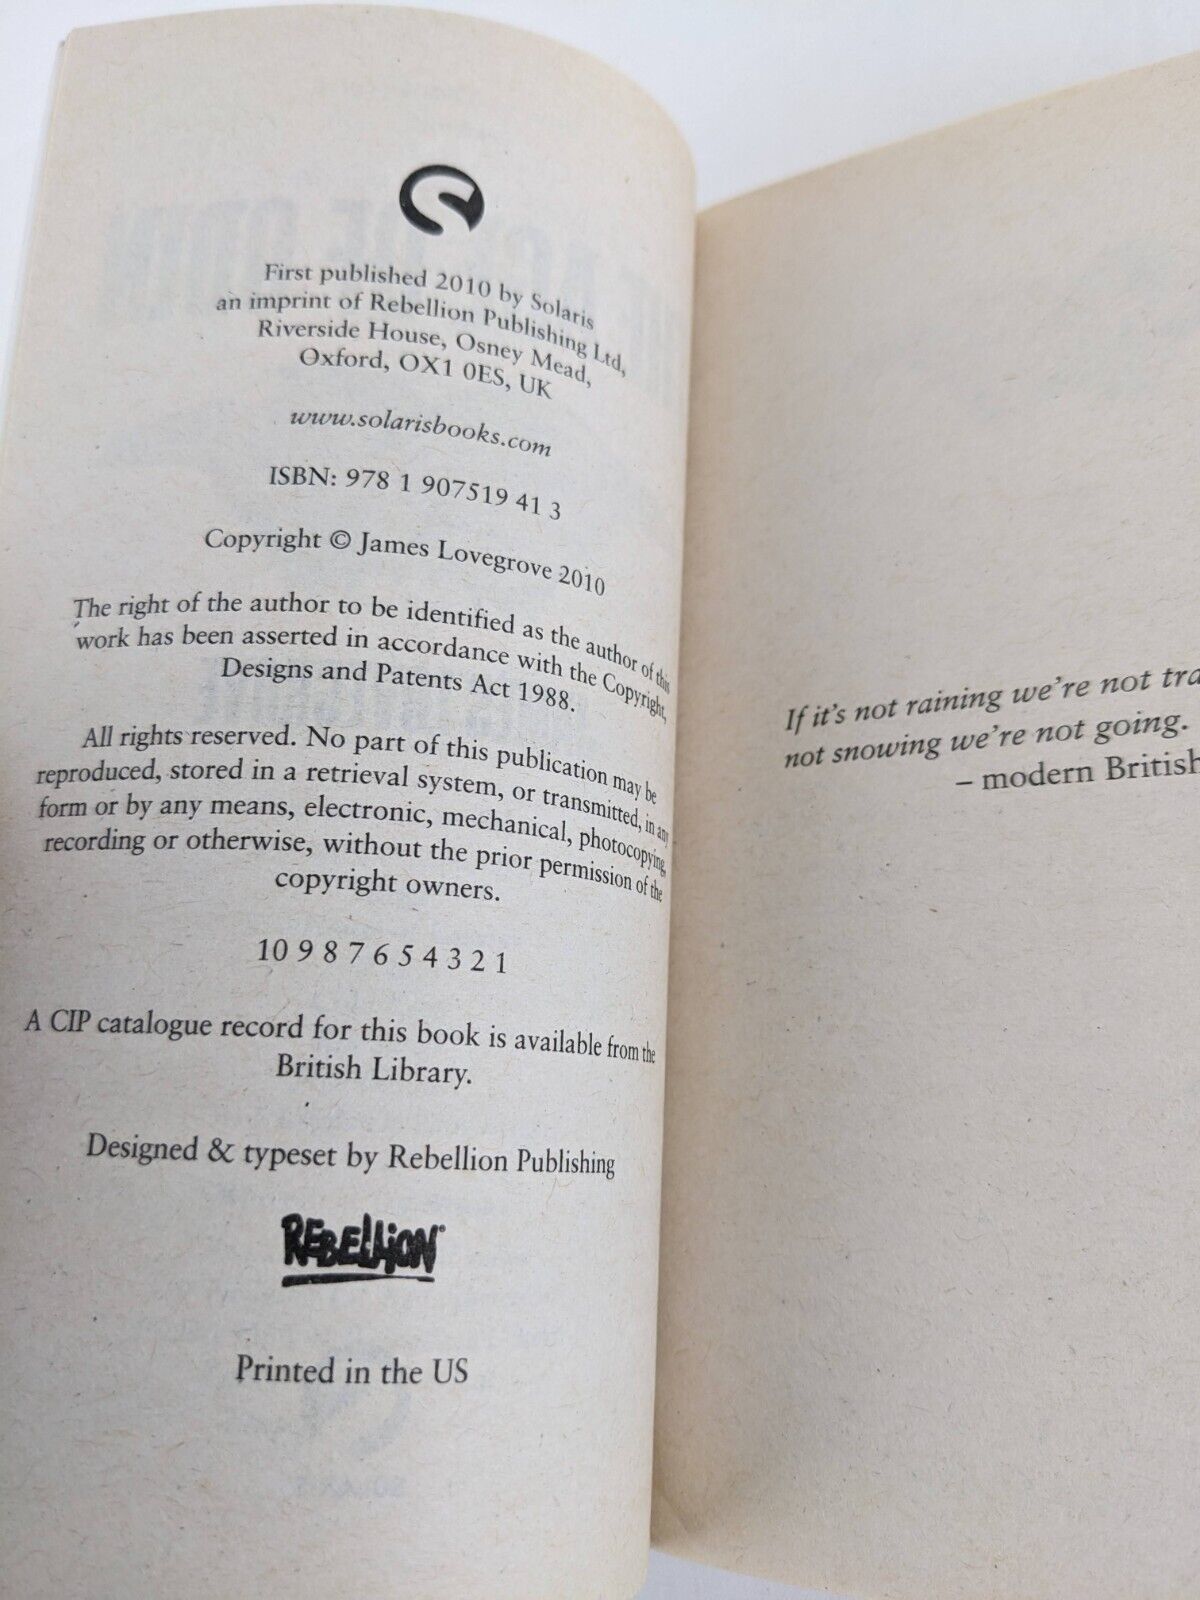 First published 2010 by Solaris
an imprint of Rebellion Publishing Ltd,
Riverside House, Osney Mead,
Oxford, OX1 0ES, UK
www.solarisbooks.com
ISBN: 978 1 907519 41 3
Copyright © James Lovegrove 2010
The right of the author to be identified as the author of this
work has been asserted in accordance with the Copyright,
Designs and Patents Act 1988.
All rights reserved. No part of this publication may be
reproduced, stored in a retrieval system, or transmitted, in any
form or by any means, electronic, mechanical, photocopying,
recording or otherwise, without the prior permission of the
copyright owners.
10 9 8 7 6 5 4 3 2 1
A CIP catalogue record for this book is available from the
British Library.
Designed & typeset by Rebellion Publishing
REBELLION
Printed in the US
If it's not raining we're not tra
not snowing we're not going.
– modern British